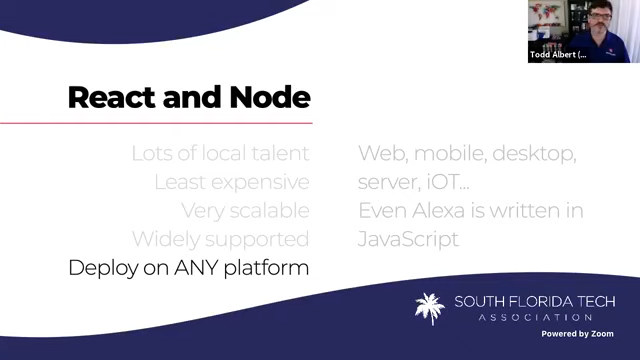 React and Node
Lots of local talent
Least expensive
Very scalable
Widely supported
Deploy on ANY platform
Web, mobile, desktop,
server, iOT...
Even Alexa is written in
JavaScript
Todd Albert (...
SOUTH FLORIDA TECH
ASSOCIATION
Powered by Zoom